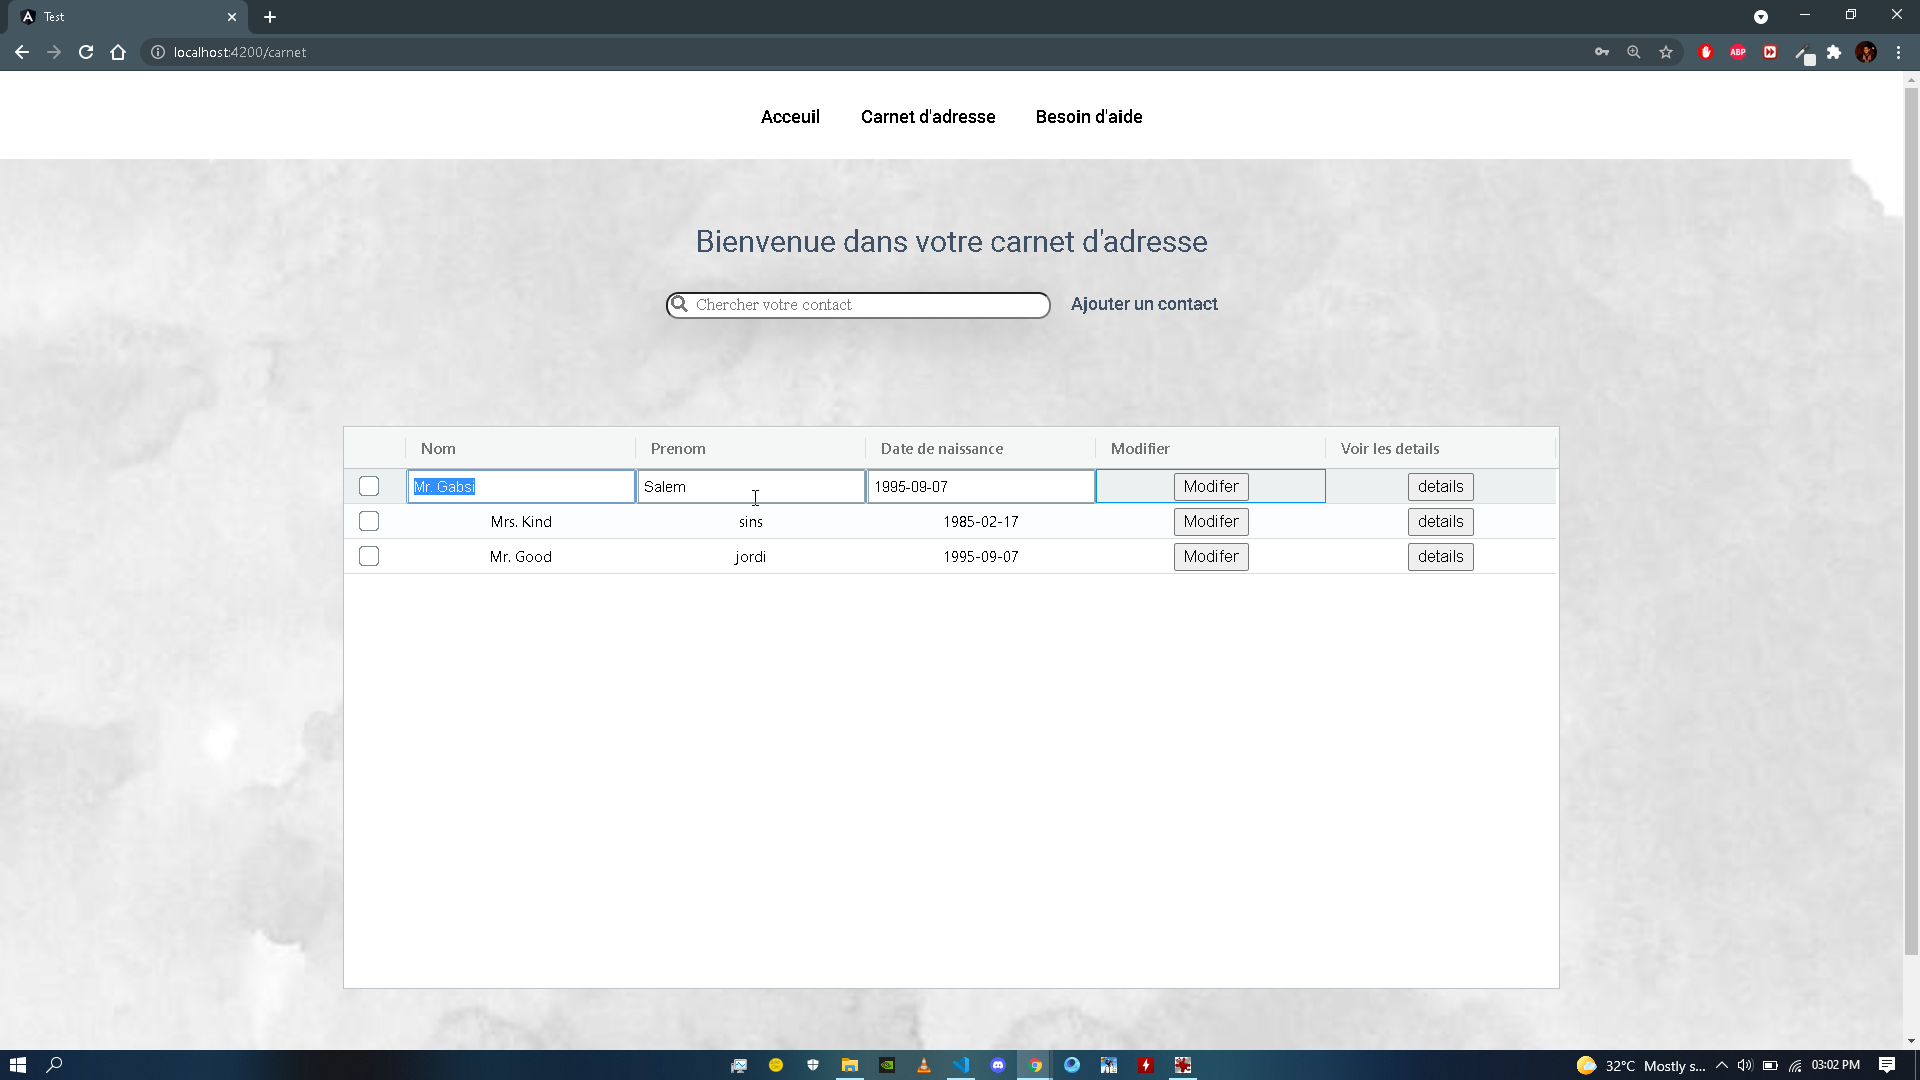 Test
localhost:4200/carnet
ABP
Acceuil Carnet d'adresse Besoin d'aide
Bienvenue dans votre carnet d'adresse
Chercher votre contact Ajouter un contact
Nom Prenom Date de naissance Modifier Voir les details
Mr. Gabsi Salem 1995-09-07 Modifer details
Mrs. Kind sins 1985-02-17 Modifer details
Mr. Good jordi 1995-09-07 Modifer details
32°C Mostly s... 03:02 PM